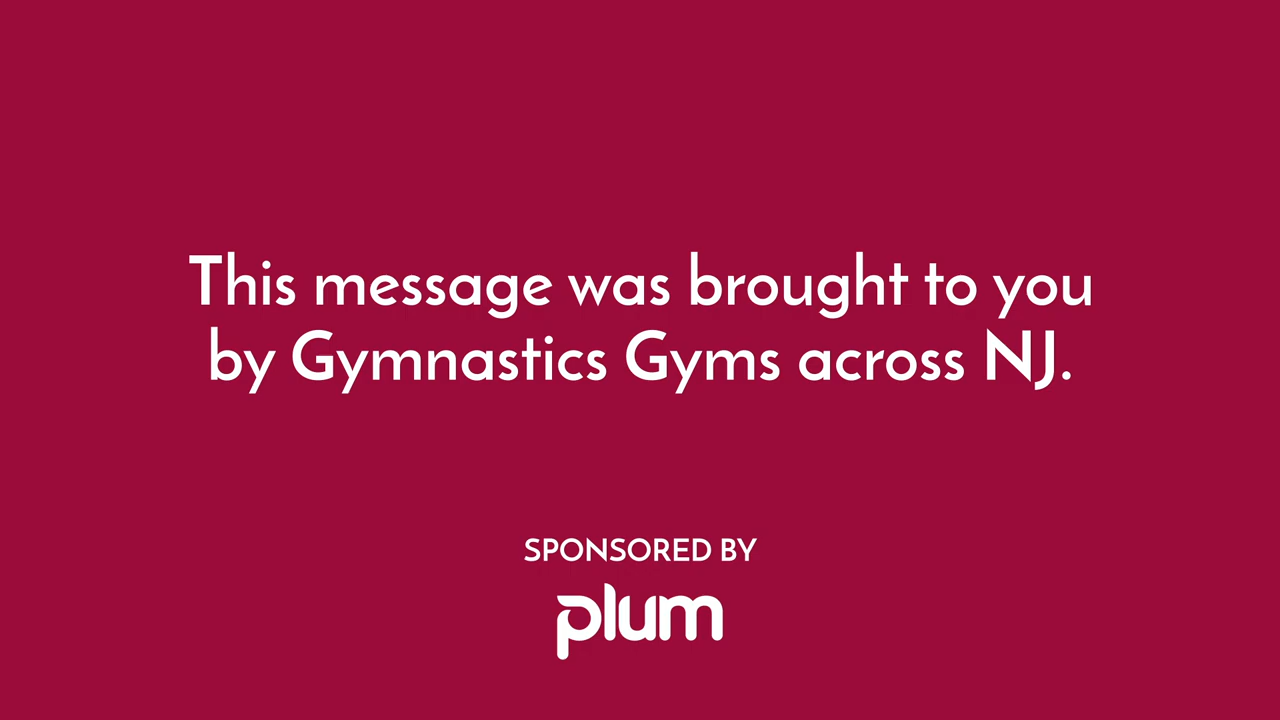 This message was brought to you
by Gymnastics Gyms across NJ.
SPONSORED BY
plum